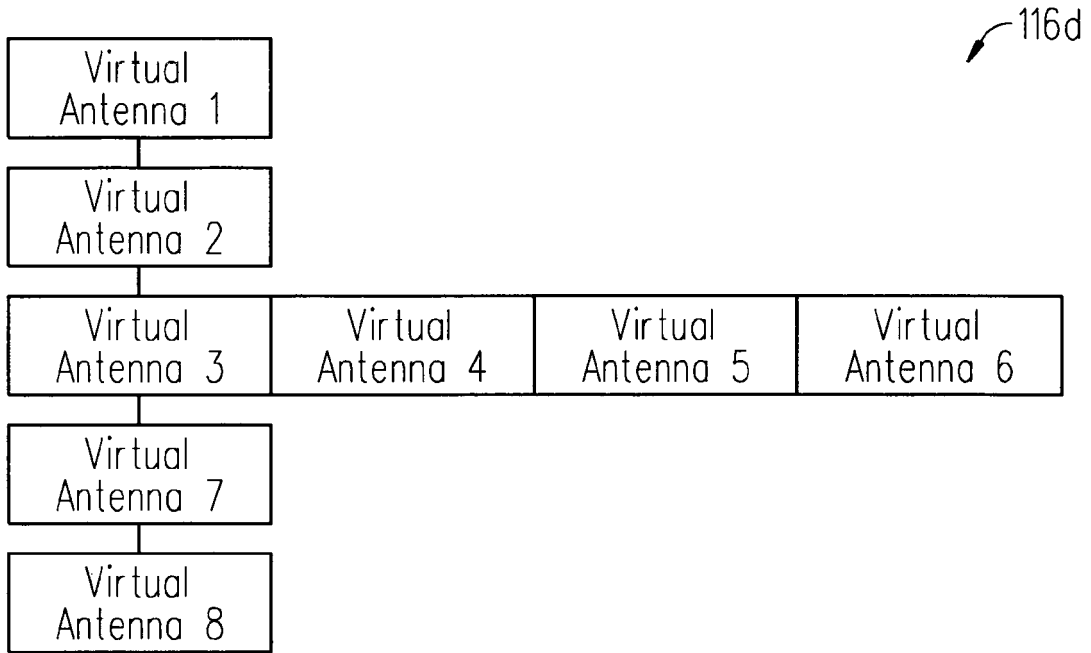 116d
Virtual
Antenna 1
Virtual
Antenna 2
Virtual
Antenna 3
Virtual
Antenna 4
Virtual
Antenna 5
Virtual
Antenna 6
Virtual
Antenna 7
Virtual
Antenna 8